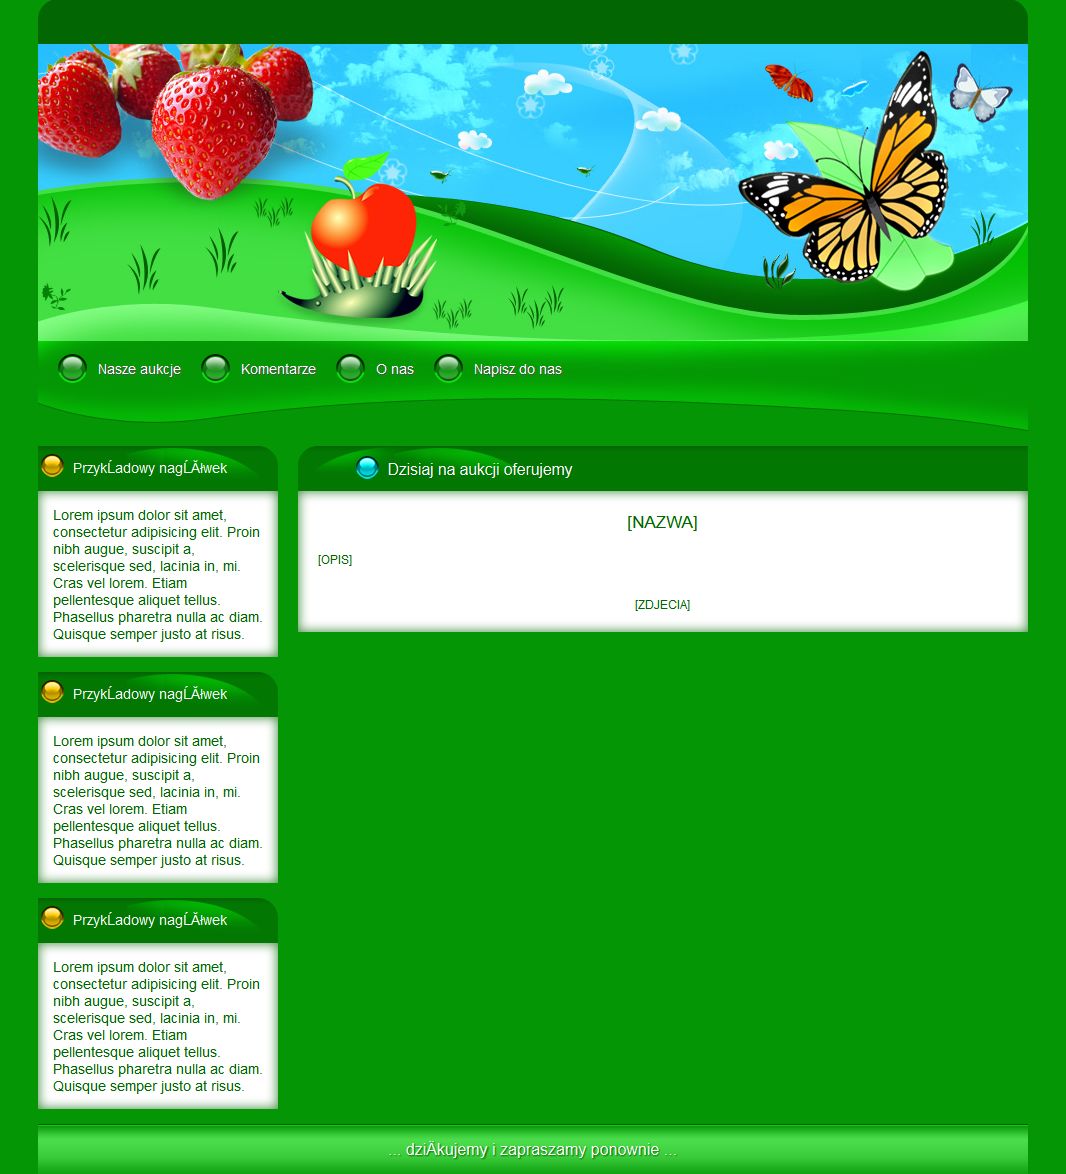 Nasze aukcje
Komentarze
O nas
Napisz do nas
PrzykĹadowy nagĹĂłwek
Lorem ipsum dolor sit amet,
consectetur adipisicing elit. Proin
nibh augue, suscipit a,
scelerisque sed, lacinia in, mi.
Cras vel lorem. Etiam
pellentesque aliquet tellus.
Phasellus pharetra nulla ac diam.
Quisque semper justo at risus.
PrzykĹadowy nagĹĂłwek
Lorem ipsum dolor sit amet,
consectetur adipisicing elit. Proin
nibh augue, suscipit a,
scelerisque sed, lacinia in, mi.
Cras vel lorem. Etiam
pellentesque aliquet tellus.
Phasellus pharetra nulla ac diam.
Quisque semper justo at risus.
PrzykĹadowy nagĹĂłwek
Lorem ipsum dolor sit amet,
consectetur adipisicing elit. Proin
nibh augue, suscipit a,
scelerisque sed, lacinia in, mi.
Cras vel lorem. Etiam
pellentesque aliquet tellus.
Phasellus pharetra nulla ac diam.
Quisque semper justo at risus.
Dzisiaj na aukcji oferujemy
[NAZWA]
[OPIS]
[ZDJECIA]
... dziÄkujemy i zapraszamy ponownie ...